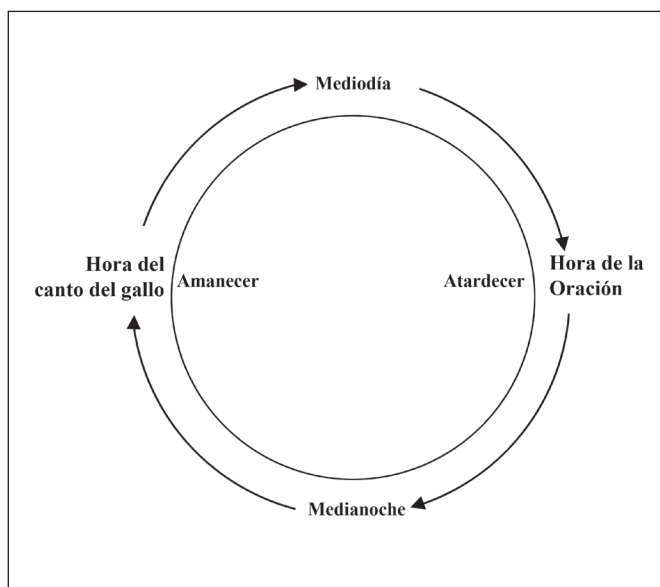 Mediodía
Hora del
canto del gallo
Amanecer
Atardecer
Hora de la
Oración
Medianoche